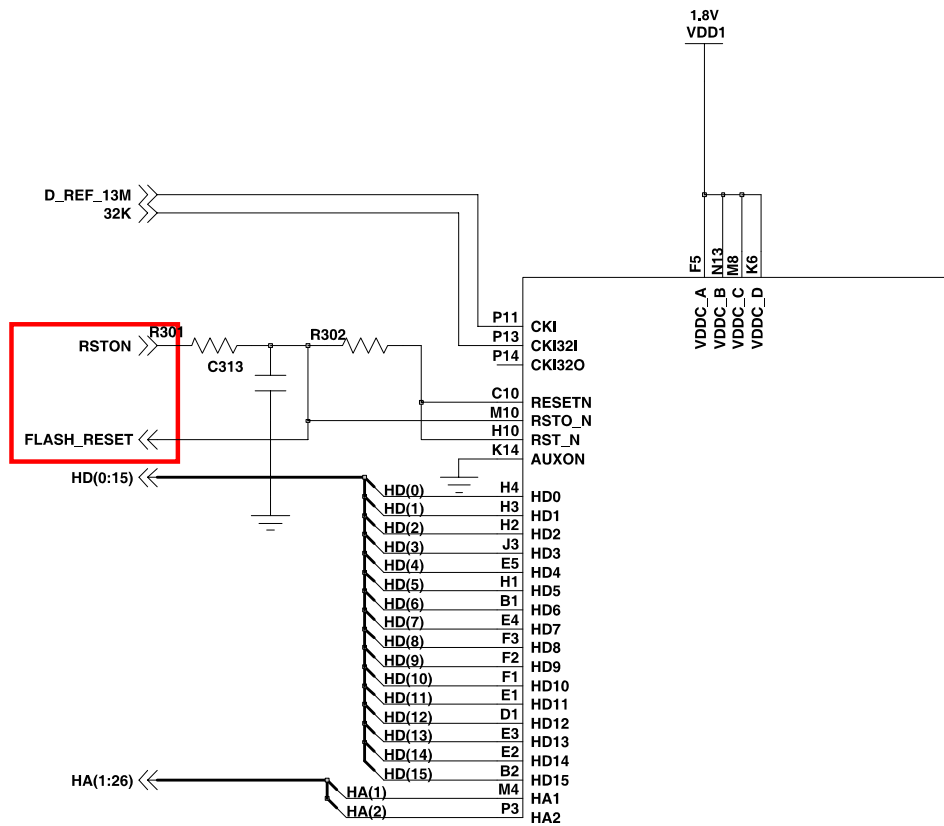 1.8V
VDD1
D_REF_13M
32K
F5
N13
M8
K6
VDDC_A
VDDC_B
VDDC_C
VDDC_D
P11
CKI
P13
CKI32I
P14
CKI32O
R301
R302
RSTON
C313
C10
RESETN
M10
RSTO_N
FLASH_RESET
H10
RST_N
K14
AUXON
HD(0:15)
HD(0)
H4
HD0
HD(1)
H3
HD1
HD(2)
H2
HD2
HD(3)
J3
HD3
HD(4)
E5
HD4
HD(5)
H1
HD5
HD(6)
B1
HD6
HD(7)
E4
HD7
HD(8)
F3
HD8
HD(9)
F2
HD9
HD(10)
F1
HD10
HD(11)
E1
HD11
HD(12)
D1
HD12
HD(13)
E3
HD13
HD(14)
E2
HD14
HD(15)
B2
HD15
HA(1:26)
HA(1)
M4
HA1
HA(2)
P3
HA2